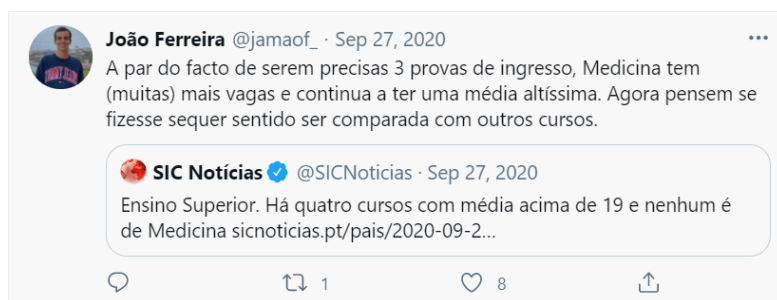 João Ferreira @jamaof_ · Sep 27, 2020
A par do facto de serem precisas 3 provas de ingresso, Medicina tem
(muitas) mais vagas e continua a ter uma média altíssima. Agora pensem se
fizesse sequer sentido ser comparada com outros cursos.
SIC Notícias @SICNoticias · Sep 27, 2020
Ensino Superior. Há quatro cursos com média acima de 19 e nenhum é
de Medicina sicnoticias.pt/pais/2020-09-2...
1 8